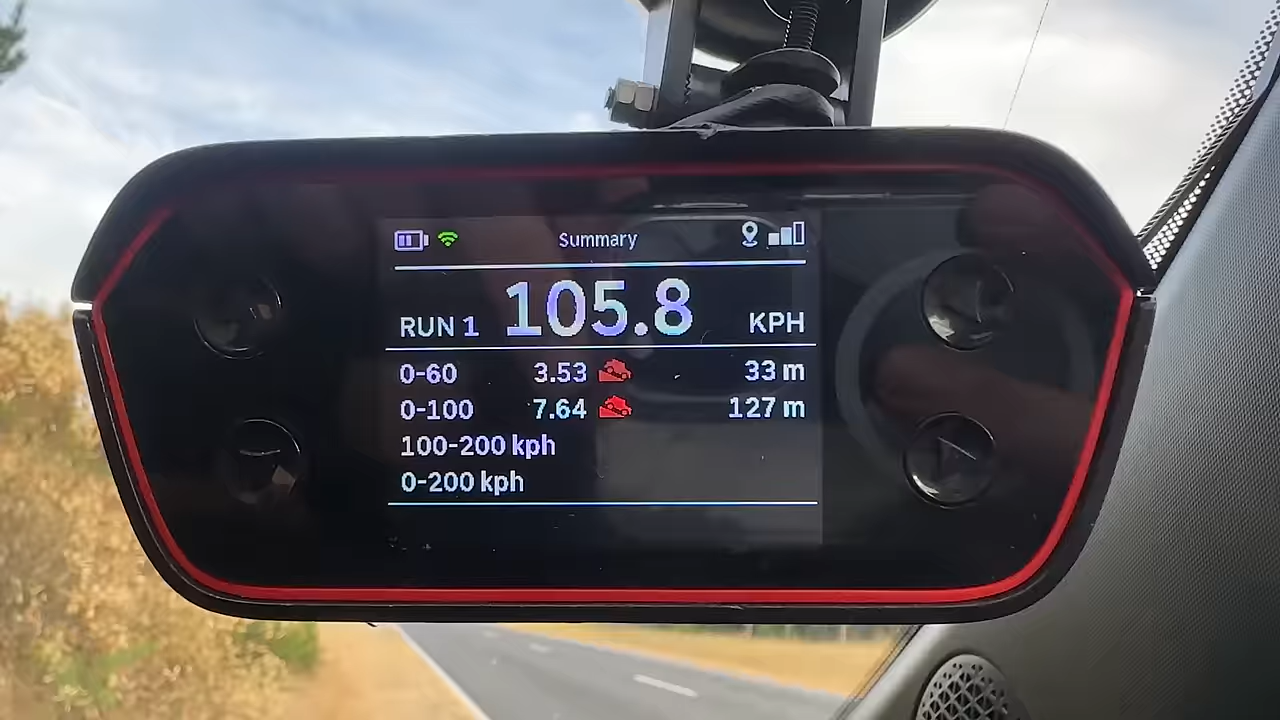 Summary
RUN 1 105.8 KPH
0-60 3.53 33 m
0-100 7.64 127 m
100-200 kph
0-200 kph